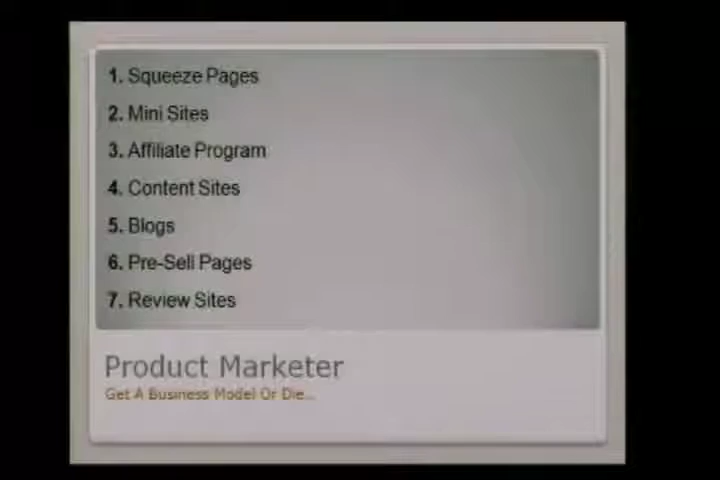 1. Squeeze Pages
2. Mini Sites
3. Affiliate Program
4. Content Sites
5. Blogs
6. Pre-Sell Pages
7. Review Sites
Product Marketer
Get A Business Model Or Die...